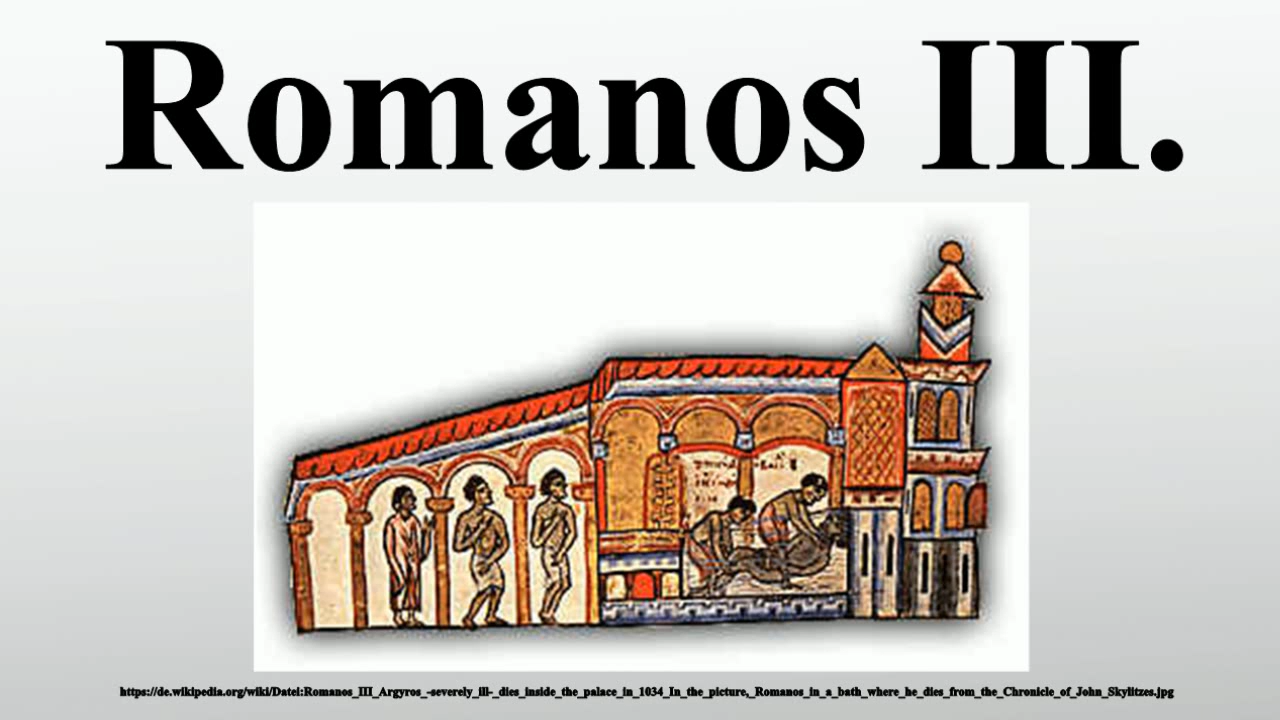 Romanos III.
https://de.wikipedia.org/wiki/Datei:Romanos_III_Argyros_-severely_ill-_dies_inside_the_palace_in_1034_In_the_picture,_Romanos_in_a_bath_where_he_dies_from_the_Chronicle_of_John_Skylitzes.jpg